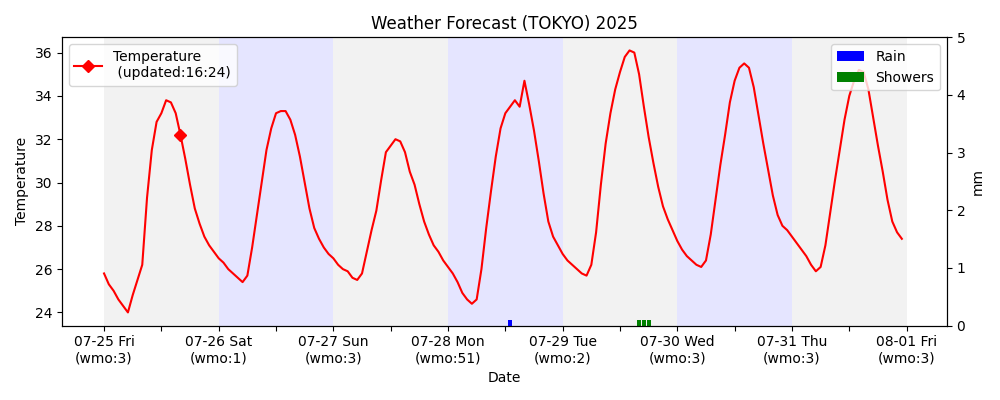 Weather Forecast (TOKYO) 2025
Temperature
(updated:16:24)
Rain
Showers
Temperature
36
34
32
30
28
26
24
5
4
3
2
1
0
mm
07-25 Fri
(wmo:3)
07-26 Sat
(wmo:1)
07-27 Sun
(wmo:3)
07-28 Mon
(wmo:51)
07-29 Tue
(wmo:2)
07-30 Wed
(wmo:3)
07-31 Thu
(wmo:3)
08-01 Fri
(wmo:3)
Date